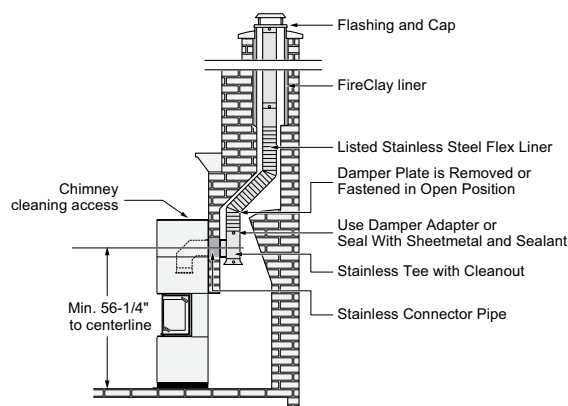 Flashing and Cap
FireClay liner
Listed Stainless Steel Flex Liner
Damper Plate is Removed or
Fastened in Open Position
Chimney
cleaning access
Use Damper Adapter or
Seal With Sheetmetal and Sealant
Stainless Tee with Cleanout
Min. 56-1/4"
to centerline
Stainless Connector Pipe